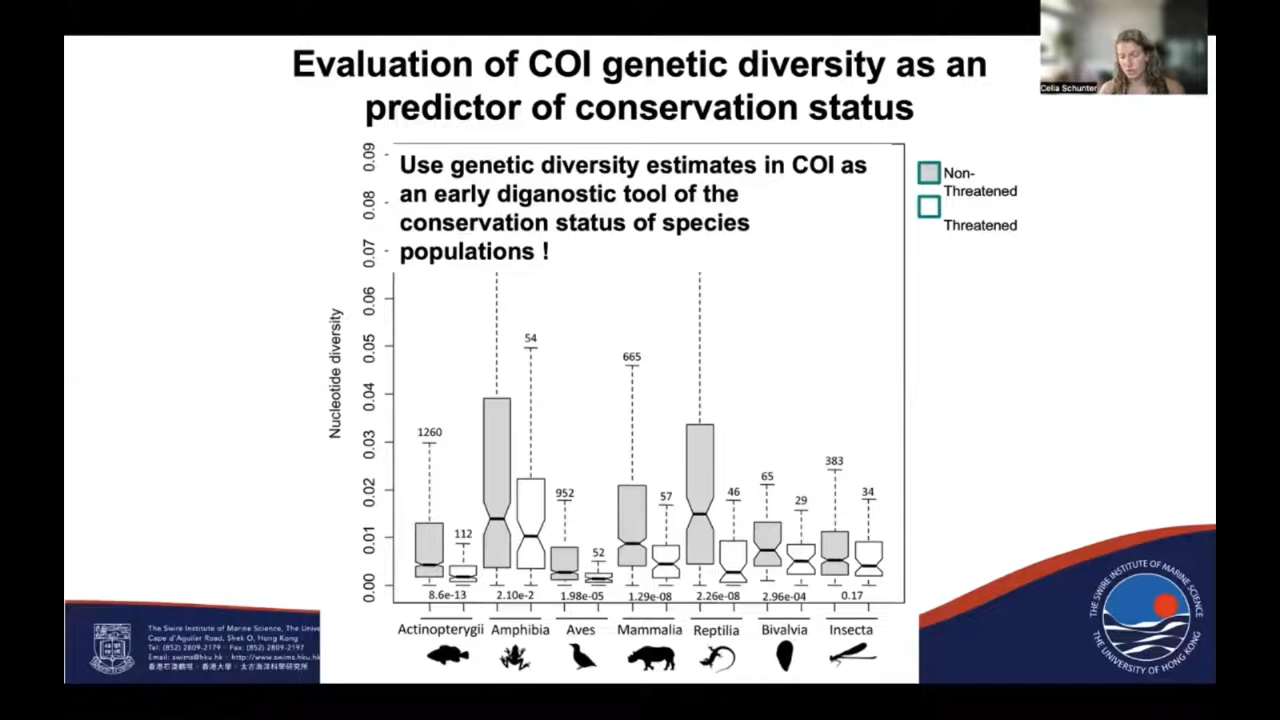 Evaluation of COI genetic diversity as an
predictor of conservation status
Celia Schunter
Use genetic diversity estimates in COI as
an early diganostic tool of the
conservation status of species
populations !
Non-
Threatened
Threatened
Nucleotide diversity
0.09
0.08
0.07
0.06
0.05
0.04
0.03
0.02
0.01
0.00
1260
112
54
952
52
665
57
46
65
29
383
34
8.6e-13
2.10e-2
1.98e-05
1.29e-08
2.26e-08
2.96e-04
0.17
Actinopterygii
Amphibia
Aves
Mammalia
Reptilia
Bivalvia
Insecta
The Swire Institute of Marine Science, The Unive
Cape d'Aguilar Road, Shek O, Hong Kong
Tel: (852) 2809-2179 · Fax: (852) 2809-2197
Email: swims@hku.hk · http://www.swims.hku.hk
香港石澳鶴咀 · 香港大學 · 太古海洋科學研究所
THE SWIRE INSTITUTE OF MARINE SCIENCE
THE UNIVERSITY OF HONG KONG